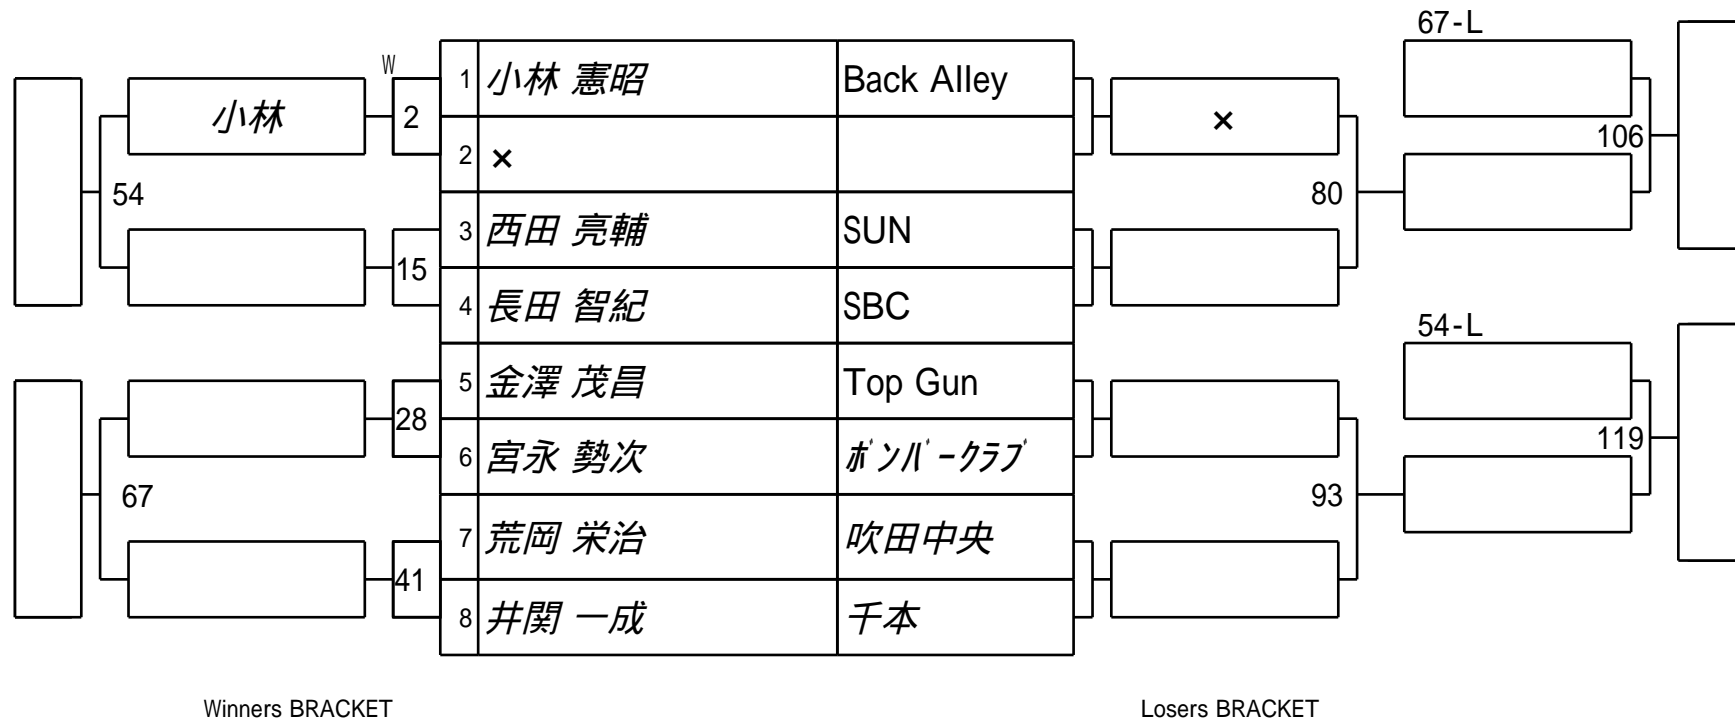 67-L
W
1 小林 憲昭 Back Alley
小林 2 ×
106
2 ×
54 80
3 西田 亮輔 SUN
15
4 長田 智紀 SBC
54-L
5 金澤 茂昌 Top Gun
28
119
6 宮永 勢次 ボンバークラブ
67 93
7 荒岡 栄治 吹田中央
41
8 井関 一成 千本
Winners BRACKET Losers BRACKET